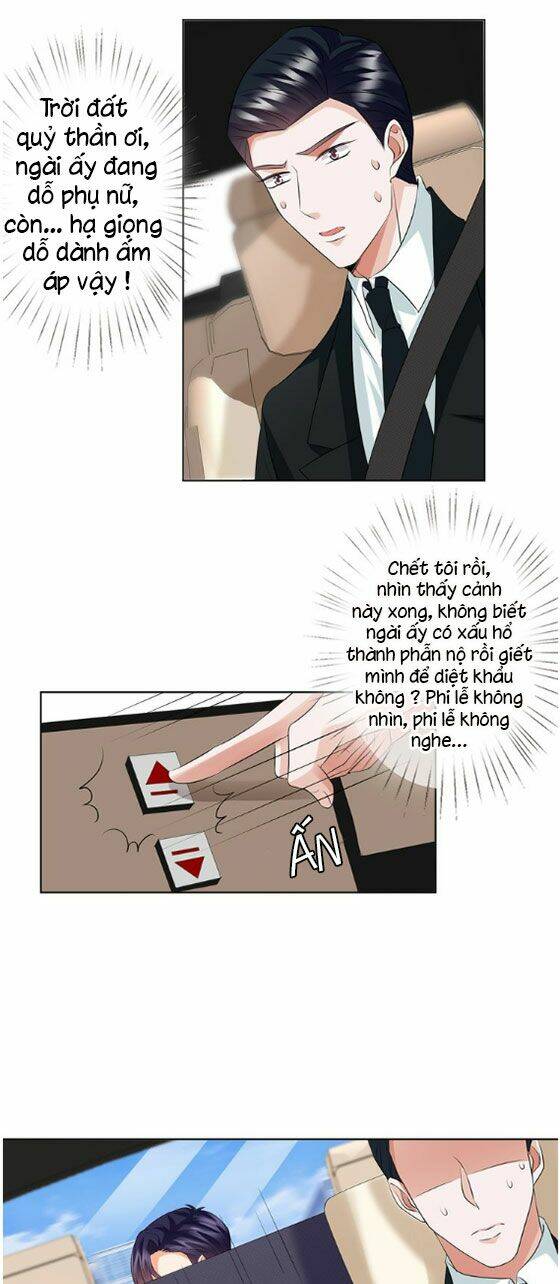 Trời đất
quỷ thần ơi,
ngài ấy đang
dỗ phụ nữ,
còn... hạ giọng
dỗ dành ấm
áp vậy !
Chết tôi rồi,
nhìn thấy cảnh
này xong, không biết
ngài ấy có xấu hổ
thành phẫn nộ rồi giết
mình để diệt khẩu
không ? Phi lễ không
nhìn, phi lễ không
nghe...
ẤN